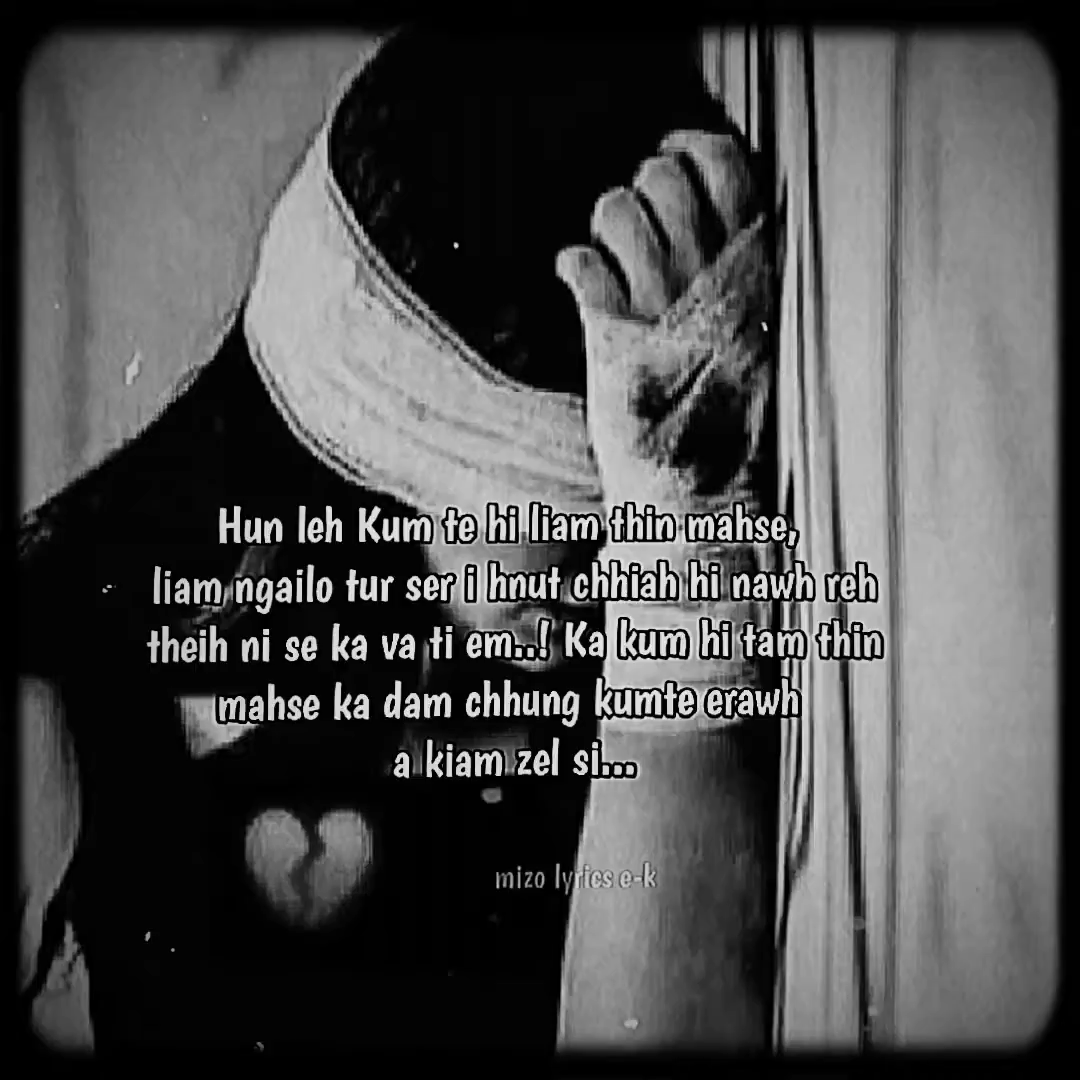 Hun leh Kum te hi liam thin mahse,
liam ngailo tur ser i hnut chhiah hi nawh reh
theih ni se ka va ti em..! Ka kum hi tam thin
mahse ka dam chhung kumte erawh
a kiam zel si...
mizo lyrics e-k